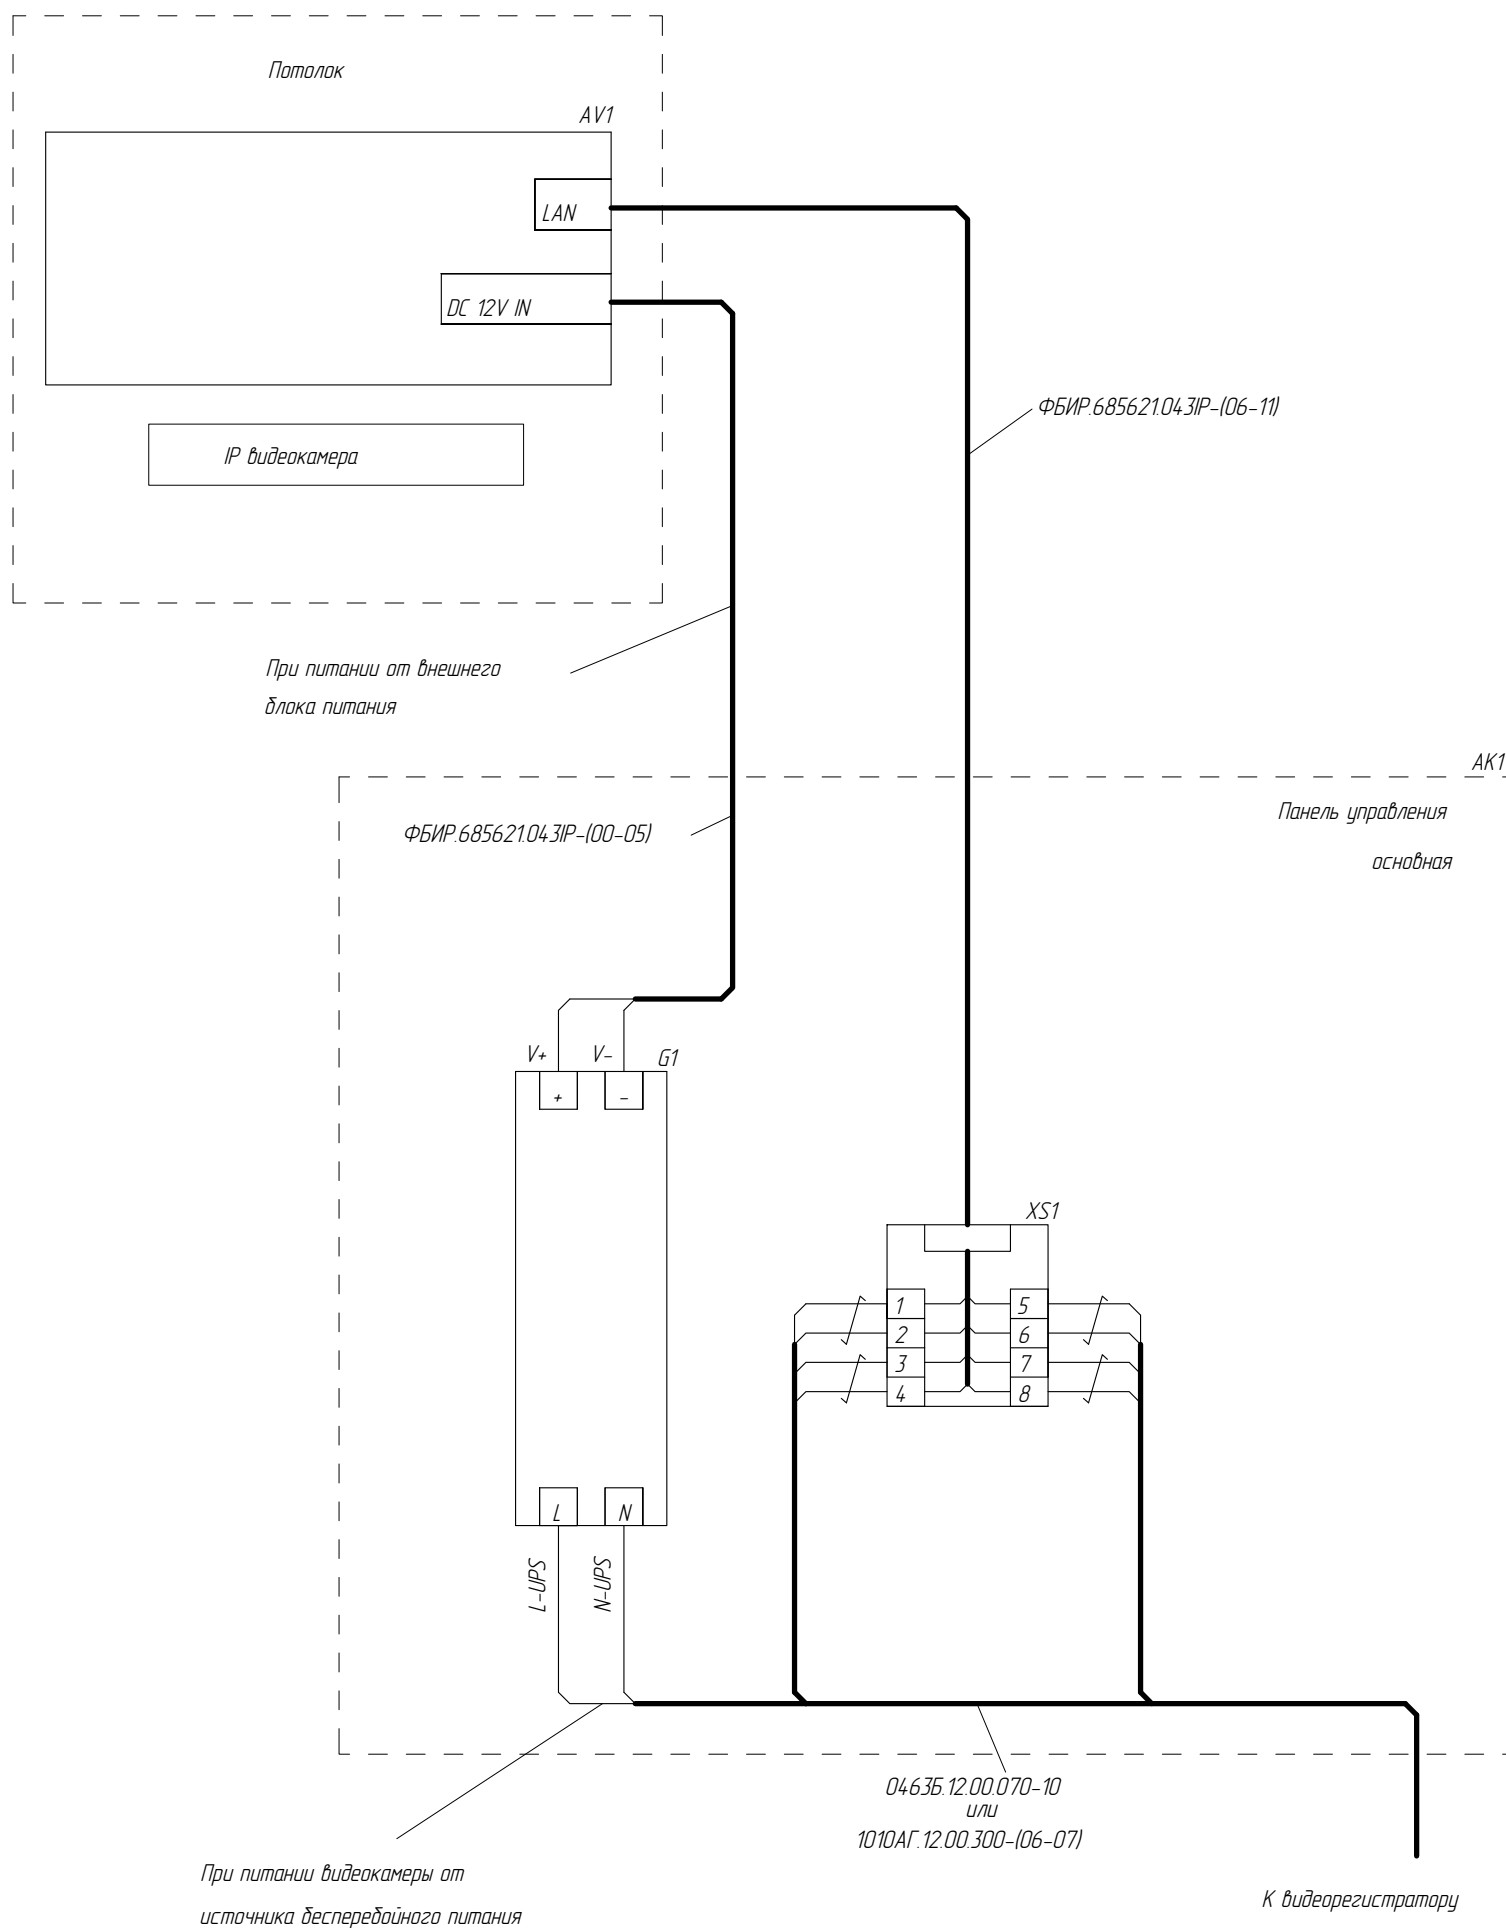 Потолок
AV1
LAN
DC 12V IN
IP видеокамера
ФБИР.685621.043IP-(06-11)
При питании от внешнего
блока питания
AK1
Панель управления
основная
ФБИР.685621.043IP-(00-05)
V+
V-
G1
+
-
XS1
1
5
2
6
3
7
4
8
L
N
L-UPS
N-UPS
0463Б.12.00.070-10
или
1010АГ.12.00.300-(06-07)
При питании видеокамеры от
источника бесперебойного питания
К видеорегистратору